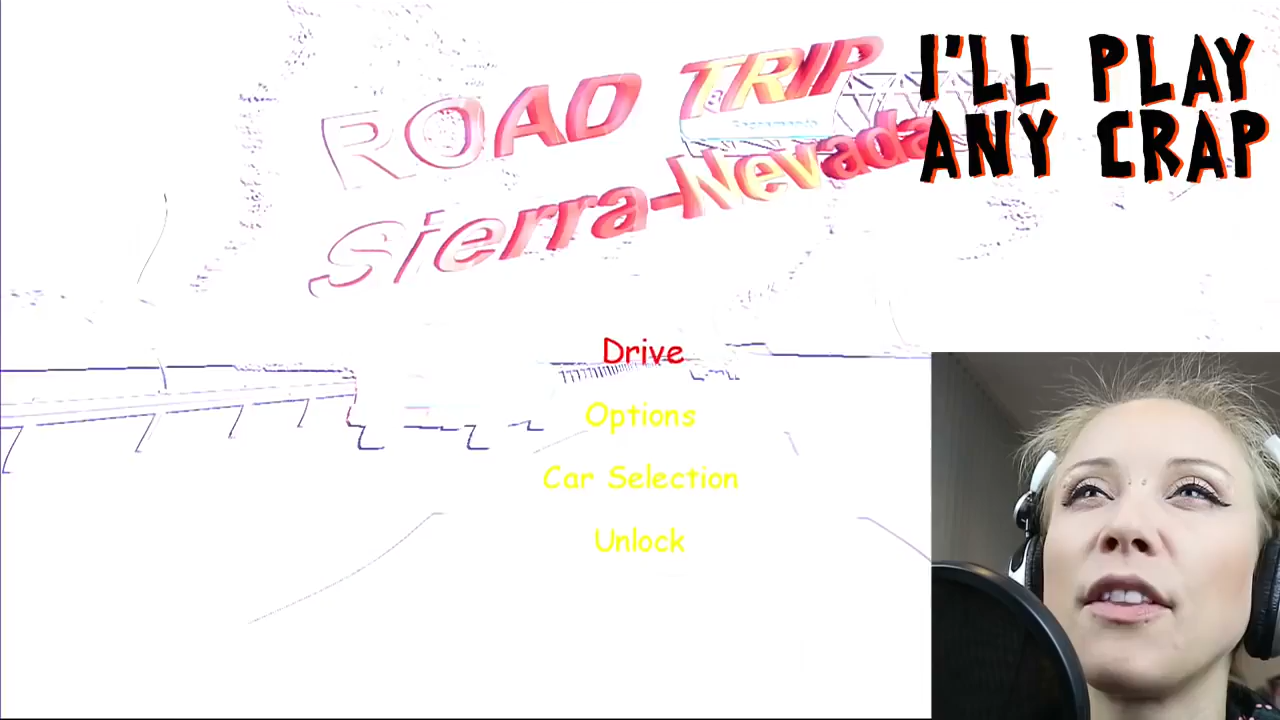 ROAD TRIP
Sierra-Nevada
I'LL PLAY
ANY CRAP
Drive
Options
Car Selection
Unlock